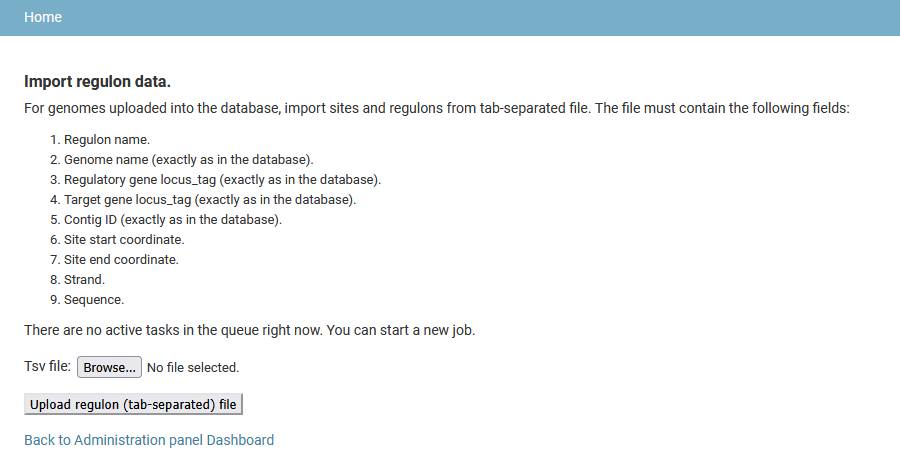 Home
Import regulon data.
For genomes uploaded into the database, import sites and regulons from tab-separated file. The file must contain the following fields:
1. Regulon name.
2. Genome name (exactly as in the database).
3. Regulatory gene locus_tag (exactly as in the database).
4. Target gene locus_tag (exactly as in the database).
5. Contig ID (exactly as in the database).
6. Site start coordinate.
7. Site end coordinate.
8. Strand.
9. Sequence.
There are no active tasks in the queue right now. You can start a new job.
Tsv file: Browse... No file selected.
Upload regulon (tab-separated) file
Back to Administration panel Dashboard